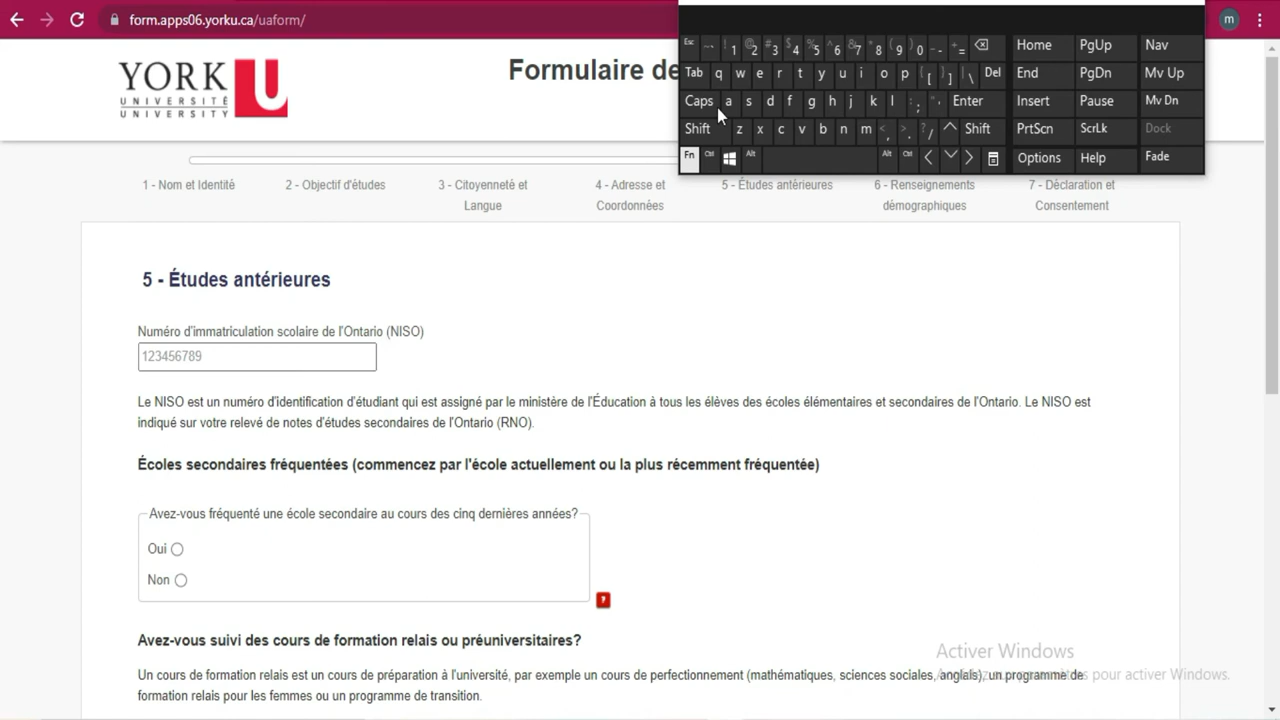 form.apps06.yorku.ca/uaform/
m
YORK U
UNIVERSITÉ
UNIVERSITY
Formulaire de
Esc ~ ` ! 1 @ 2 # 3 $ 4 % 5 ^ 6 & 7 * 8 ( 9 ) 0 _ - + = Home PgUp Nav
Tab q w e r t y u i o p { [ } ] | \ Del End PgDn Mv Up
Caps a s d f g h j k l : ; " ' Enter Insert Pause Mv Dn
Shift z x c v b n m < , > . ? / Shift PrtScn ScrLk Dock
Fn Ctrl Alt Alt Ctrl Options Help Fade
1 - Nom et Identité
2 - Objectif d'études
3 - Citoyenneté et
Langue
4 - Adresse et
Coordonnées
5 - Études antérieures
6 - Renseignements
démographiques
7 - Déclaration et
Consentement
5 - Études antérieures
Numéro d'immatriculation scolaire de l'Ontario (NISO)
123456789
Le NISO est un numéro d'identification d'étudiant qui est assigné par le ministère de l'Éducation à tous les élèves des écoles élémentaires et secondaires de l'Ontario. Le NISO est
indiqué sur votre relevé de notes d'études secondaires de l'Ontario (RNO).
Écoles secondaires fréquentées (commencez par l'école actuellement ou la plus récemment fréquentée)
Avez-vous fréquenté une école secondaire au cours des cinq dernières années?
Oui
Non
Avez-vous suivi des cours de formation relais ou préuniversitaires?
Activer Windows
Un cours de formation relais est un cours de préparation à l'université, par exemple un cours de perfectionnement (mathématiques, sciences sociales, anglais), un programme de
pour activer Windows.
formation relais pour les femmes ou un programme de transition.